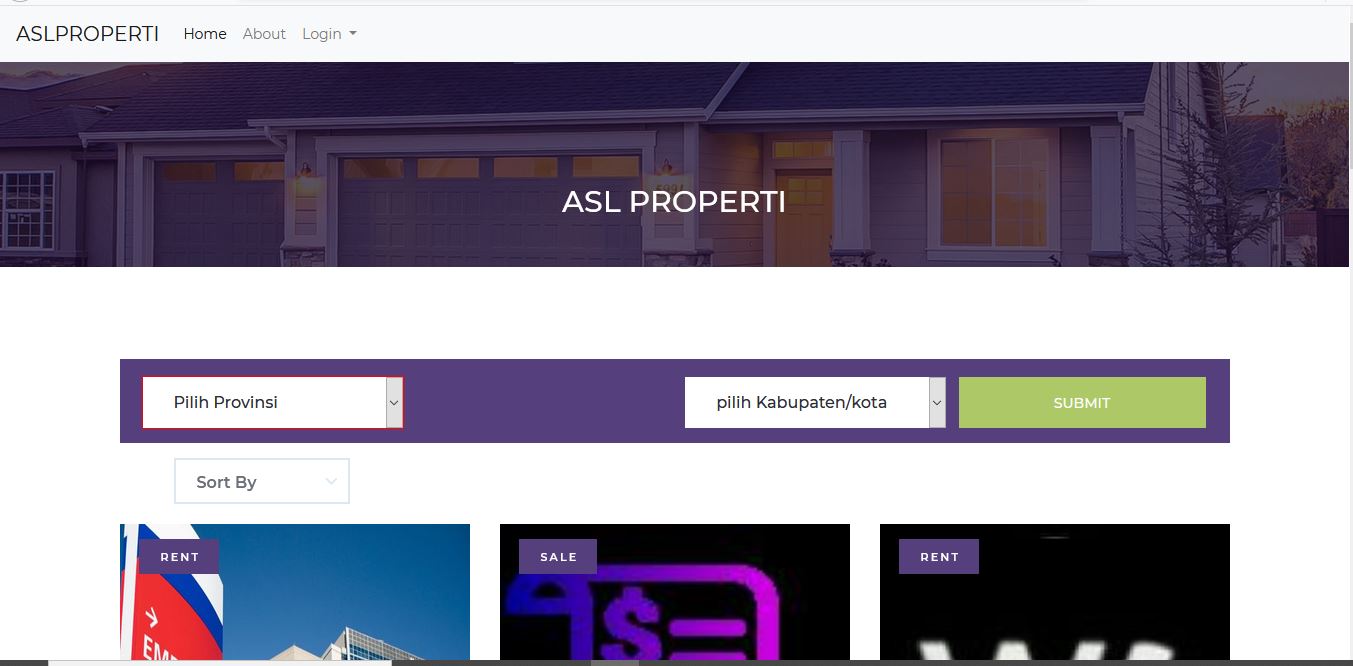 ASLPROPERTI Home About Login
ASL PROPERTI
Pilih Provinsi pilih Kabupaten/kota SUBMIT
Sort By
RENT SALE RENT